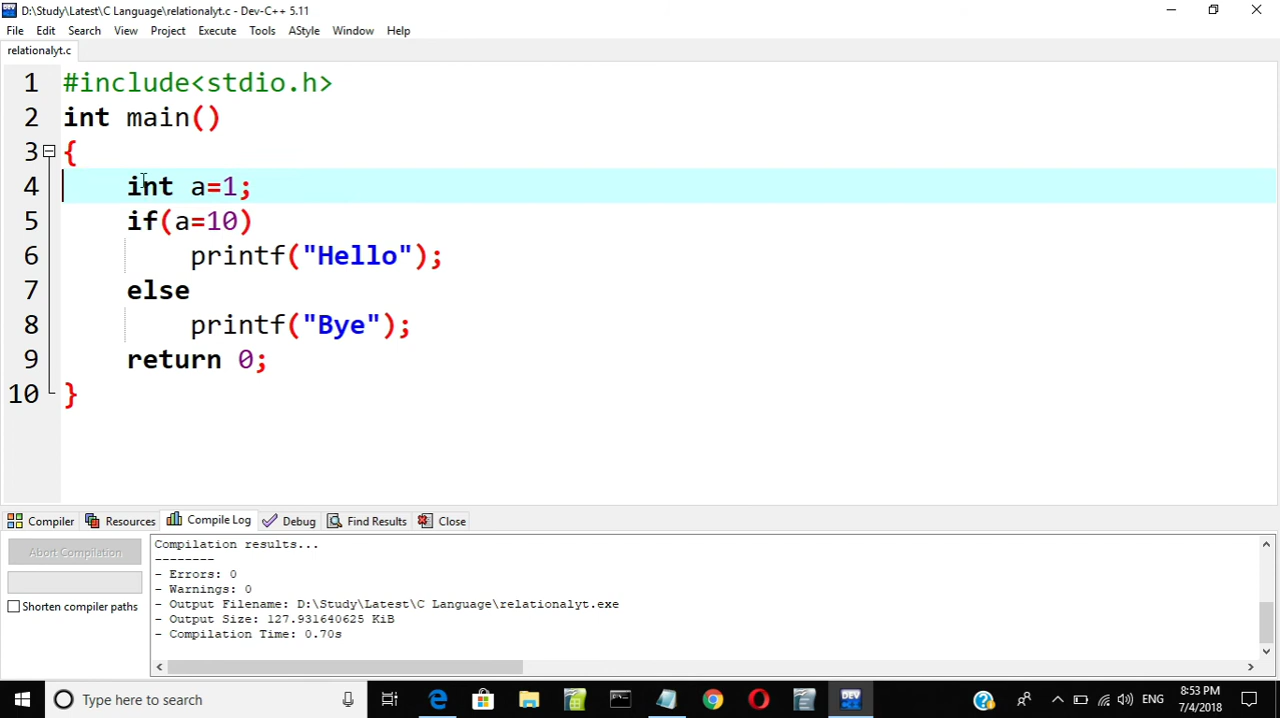 D:\Study\Latest\C Language\relationalyt.c - Dev-C++ 5.11
File Edit Search View Project Execute Tools AStyle Window Help
relationalyt.c
1 #include<stdio.h>
2 int main()
3 {
4 int a=1;
5 if(a=10)
6 printf("Hello");
7 else
8 printf("Bye");
9 return 0;
10 }
Compiler Resources Compile Log Debug Find Results Close
Abort Compilation
Shorten compiler paths
Compilation results...
--------
- Errors: 0
- Warnings: 0
- Output Filename: D:\Study\Latest\C Language\relationalyt.exe
- Output Size: 127.931640625 KiB
- Compilation Time: 0.70s
Type here to search
DEV
ENG
8:53 PM
7/4/2018